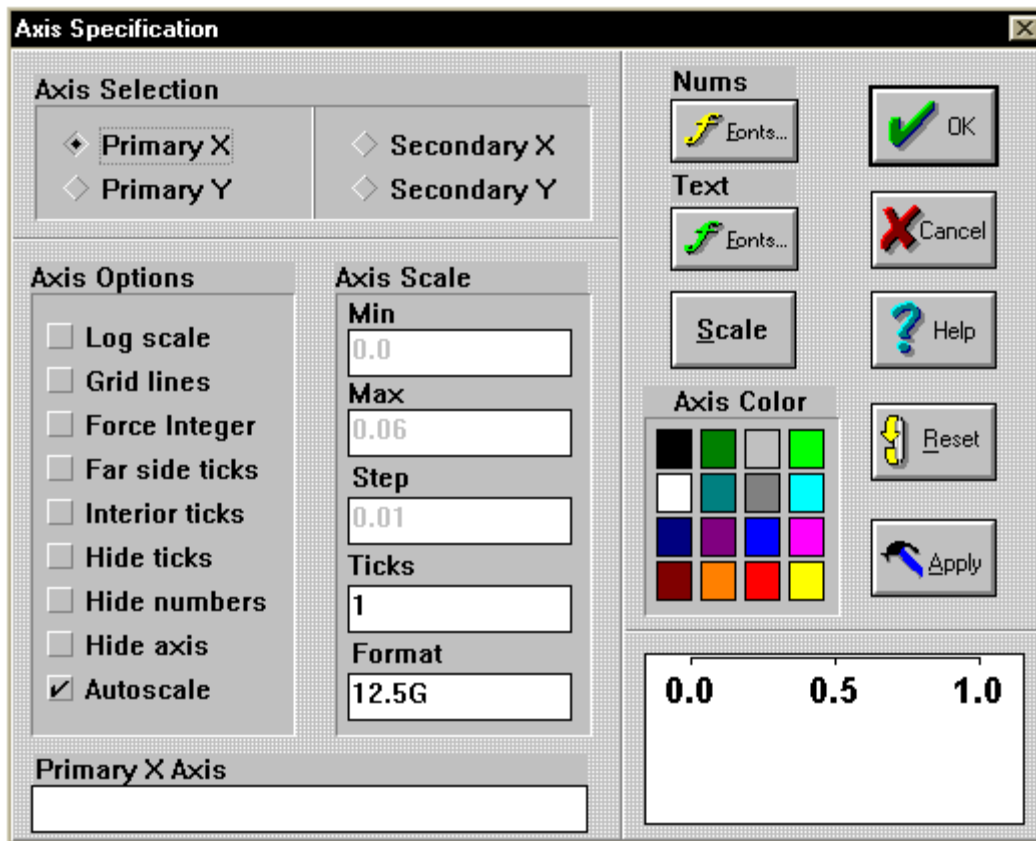 Axis Specification
Axis Selection
Primary X
Primary Y
Secondary X
Secondary Y
Axis Options
Log scale
Grid lines
Force Integer
Far side ticks
Interior ticks
Hide ticks
Hide numbers
Hide axis
Autoscale
Axis Scale
Min
0.0
Max
0.06
Step
0.01
Ticks
1
Format
12.5G
Primary X Axis
Nums
Fonts...
Text
Fonts...
Scale
Axis Color
OK
Cancel
Help
Reset
Apply
0.0 0.5 1.0